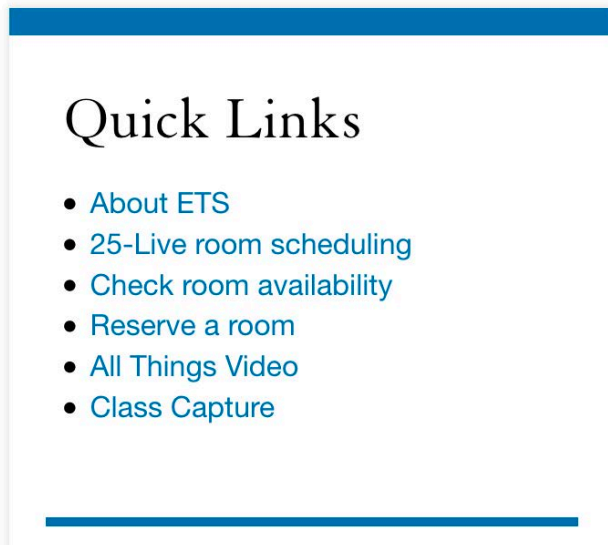 Quick Links
About ETS
25-Live room scheduling
Check room availability
Reserve a room
All Things Video
Class Capture